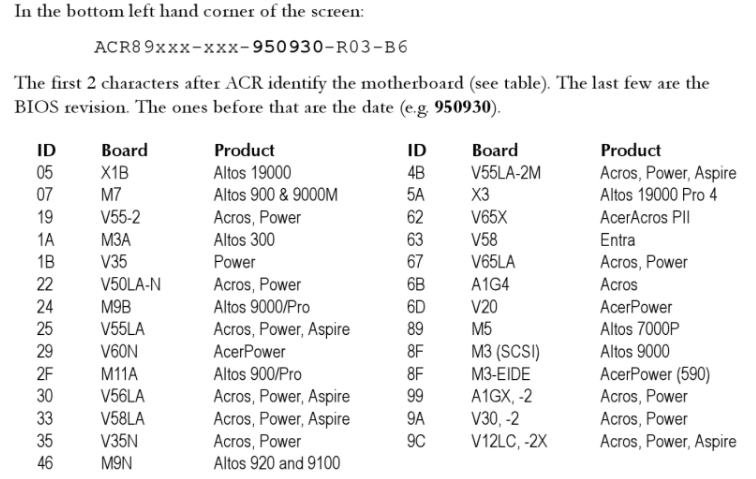 In the bottom left hand corner of the screen:
ACR89xxx-xxx-950930-R03-B6
The first 2 characters after ACR identify the motherboard (see table). The last few are the
BIOS revision. The ones before that are the date (e.g. 950930).
ID Board Product ID Board Product
05 X1B Altos 19000 4B V55LA-2M Acros, Power, Aspire
07 M7 Altos 900 & 9000M 5A X3 Altos 19000 Pro 4
19 V55-2 Acros, Power 62 V65X AcerAcros PII
1A M3A Altos 300 63 V58 Entra
1B V35 Power 67 V65LA Acros, Power
22 V50LA-N Acros, Power 6B A1G4 Acros
24 M9B Altos 9000/Pro 6D V20 AcerPower
25 V55LA Acros, Power, Aspire 89 M5 Altos 7000P
29 V60N AcerPower 8F M3 (SCSI) Altos 9000
2F M11A Altos 900/Pro 8F M3-EIDE AcerPower (590)
30 V56LA Acros, Power, Aspire 99 A1GX, -2 Acros, Power
33 V58LA Acros, Power, Aspire 9A V30, -2 Acros, Power
35 V35N Acros, Power 9C V12LC, -2X Acros, Power, Aspire
46 M9N Altos 920 and 9100